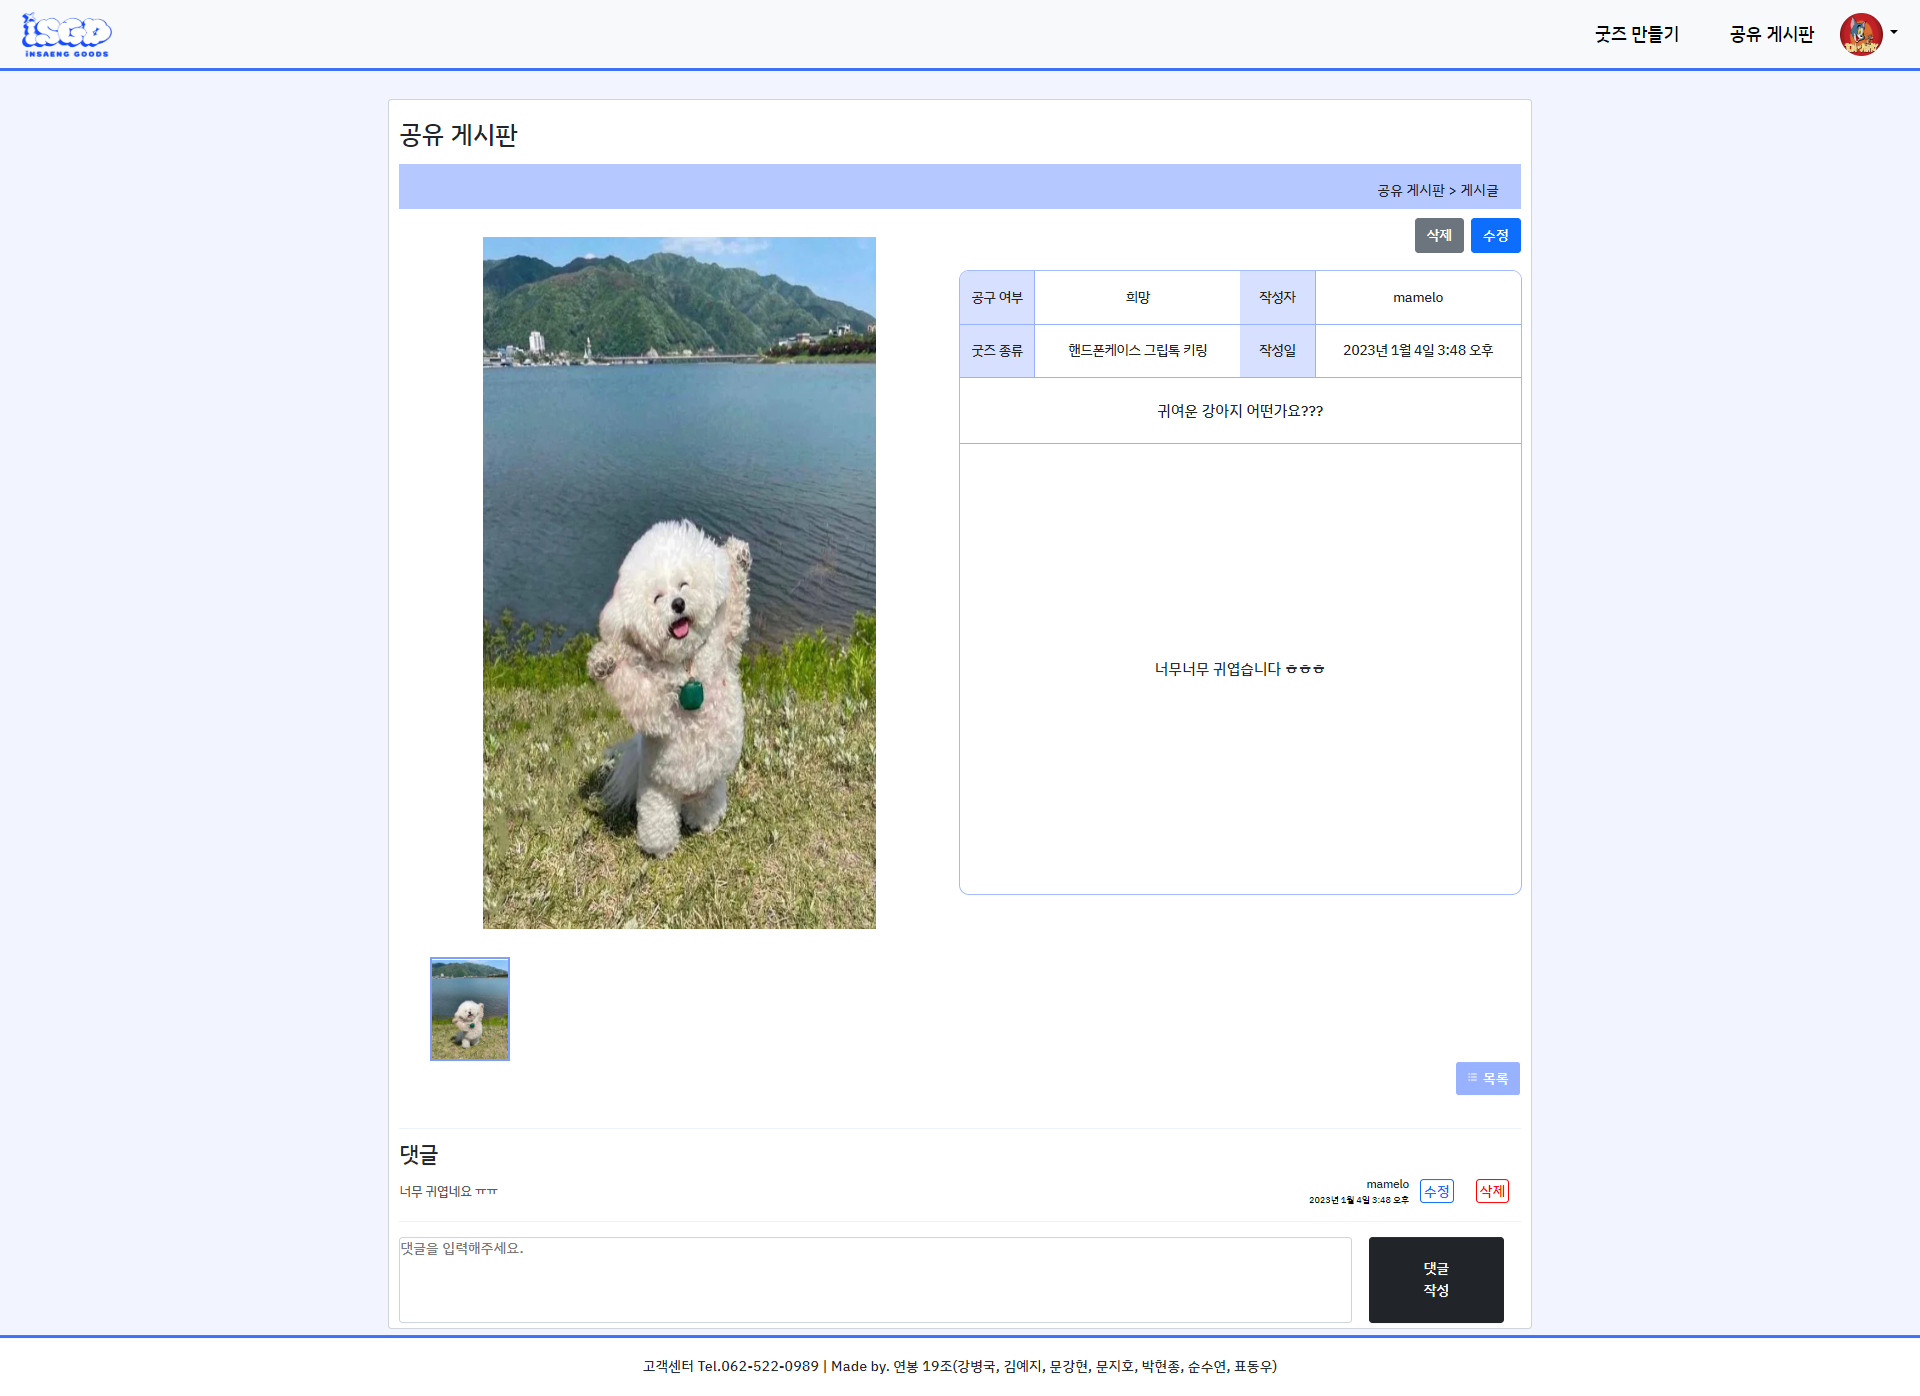 iSGD
iNSAENG GOODS
굿즈 만들기
공유 게시판
공유 게시판
공유 게시판 > 게시글
삭제
수정
공구 여부 희망 작성자 mamelo
굿즈 종류 핸드폰케이스 그립톡 키링 작성일 2023년 1월 4일 3:48 오후
귀여운 강아지 어떤가요???
너무너무 귀엽습니다 ㅎㅎㅎ
목록
댓글
너무 귀엽네요 ㅠㅠ
mamelo
2023년 1월 4일 3:48 오후
수정
삭제
댓글을 입력해주세요.
댓글
작성
고객센터 Tel.062-522-0989 | Made by. 연봉 19조(강병국, 김예지, 문강현, 문지호, 박현종, 순수연, 표동우)